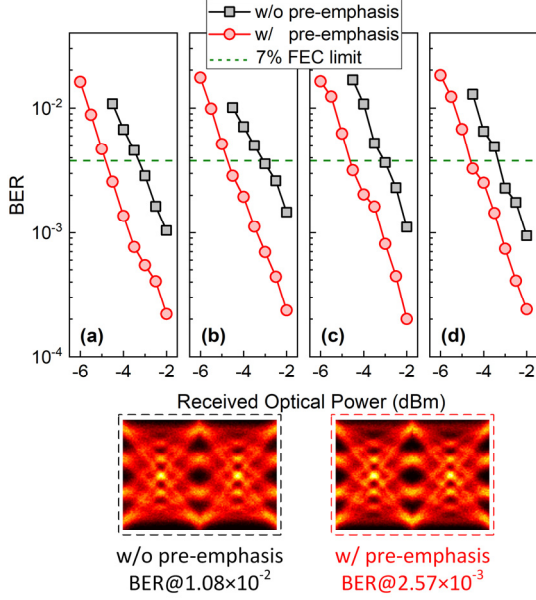 w/o pre-emphasis
w/ pre-emphasis
7% FEC limit
BER
10⁻²
10⁻³
10⁻⁴
(a)
(b)
(c)
(d)
-6 -4 -2 -6 -4 -2 -6 -4 -2 -6 -4 -2
Received Optical Power (dBm)
w/o pre-emphasis
BER@1.08×10⁻²
w/ pre-emphasis
BER@2.57×10⁻³